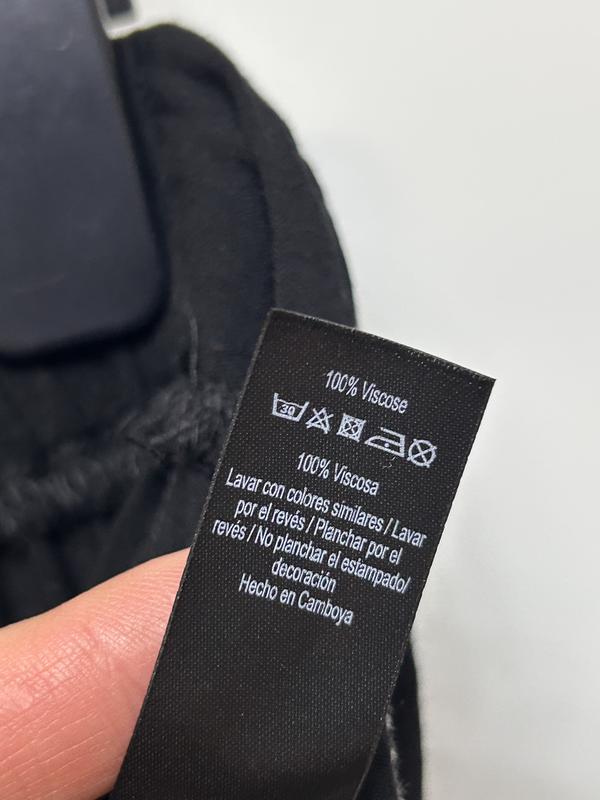 100% Viscose
30
100% Viscosa
Lavar con colores similares / Lavar
por el revés / Planchar por el
revés / No planchar el estampado/
decoración
Hecho en Camboya